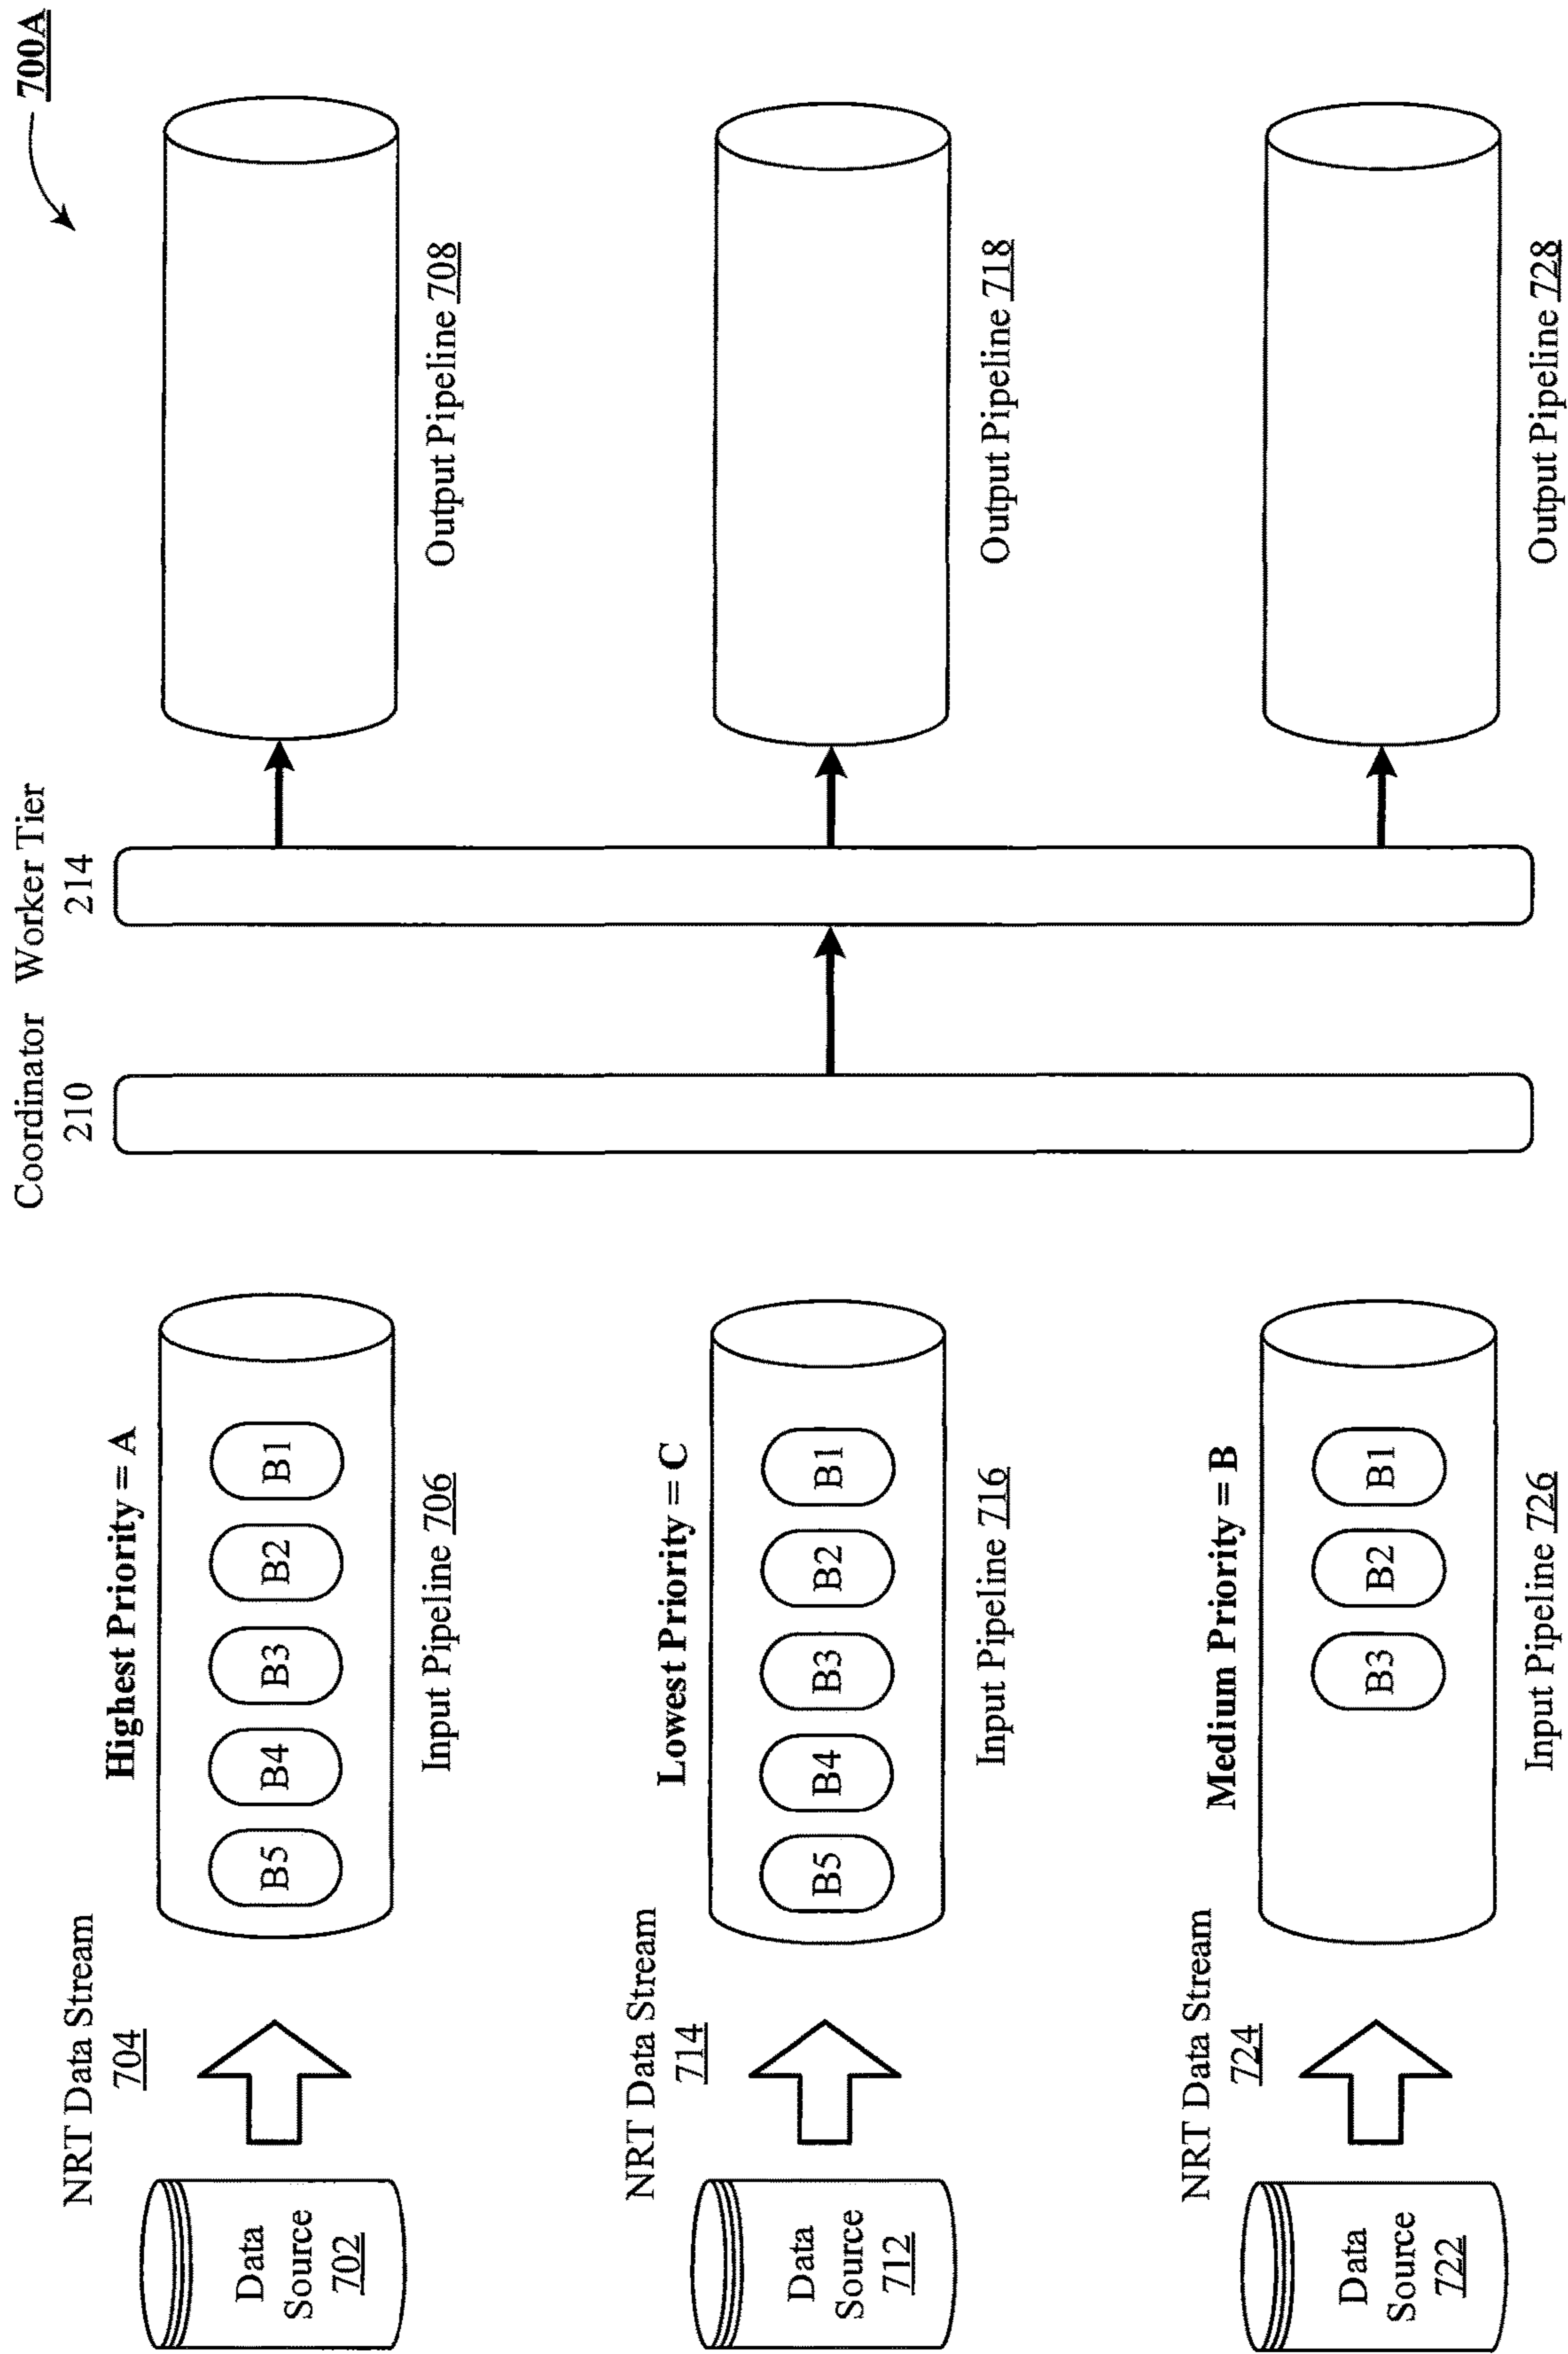 700A
NRT Data Stream
704
Highest Priority = A
Coordinator
210
Worker Tier
214
Data
Source
702
B5
B4
B3
B2
B1
Input Pipeline 706
Output Pipeline 708
NRT Data Stream
714
Lowest Priority = C
Data
Source
712
B5
B4
B3
B2
B1
Input Pipeline 716
Output Pipeline 718
NRT Data Stream
724
Medium Priority = B
Data
Source
722
B3
B2
B1
Input Pipeline 726
Output Pipeline 728